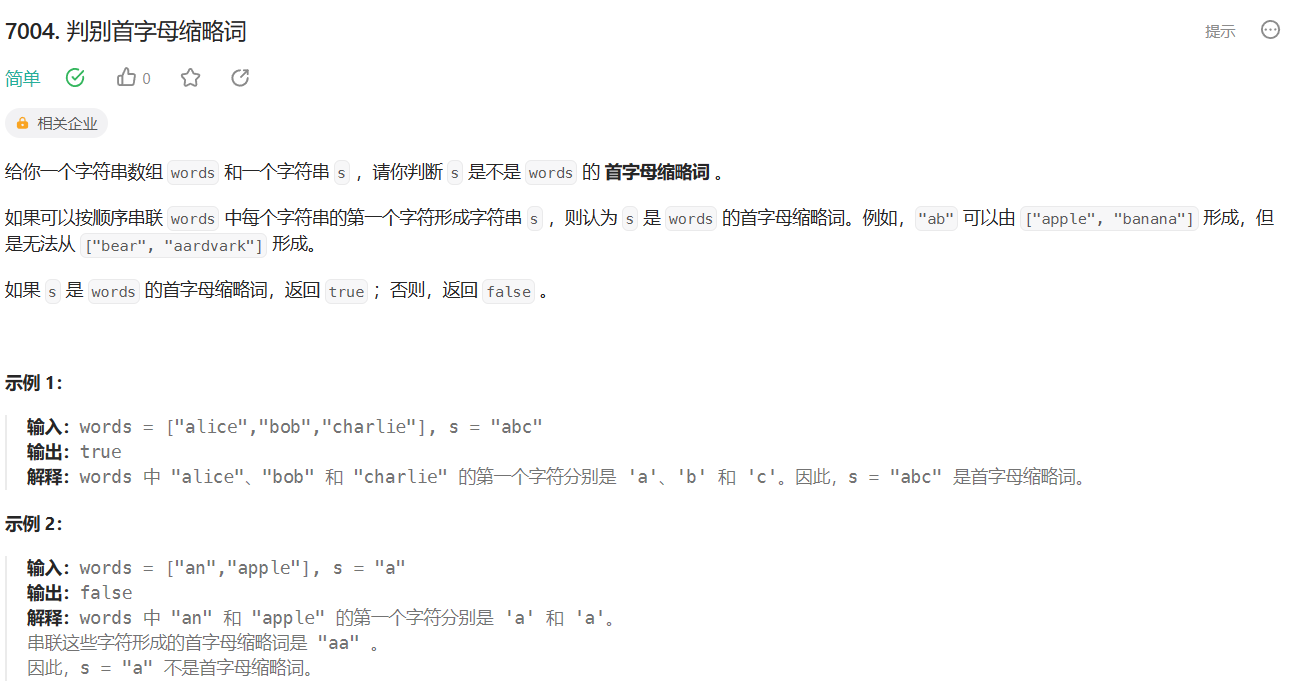 7004. 判别首字母缩略词
提示
简单
0
相关企业
给你一个字符串数组 words 和一个字符串 s ，请你判断 s 是不是 words 的 首字母缩略词 。
如果可以按顺序串联 words 中每个字符串的第一个字符形成字符串 s ，则认为 s 是 words 的首字母缩略词。例如，"ab" 可以由 ["apple", "banana"] 形成，但
是无法从 ["bear", "aardvark"] 形成。
如果 s 是 words 的首字母缩略词，返回 true ；否则，返回 false 。
示例 1：
输入：words = ["alice","bob","charlie"], s = "abc"
输出：true
解释：words 中 "alice"、"bob" 和 "charlie" 的第一个字符分别是 'a'、'b' 和 'c'。因此，s = "abc" 是首字母缩略词。
示例 2：
输入：words = ["an","apple"], s = "a"
输出：false
解释：words 中 "an" 和 "apple" 的第一个字符分别是 'a' 和 'a'。
串联这些字符形成的首字母缩略词是 "aa" 。
因此，s = "a" 不是首字母缩略词。